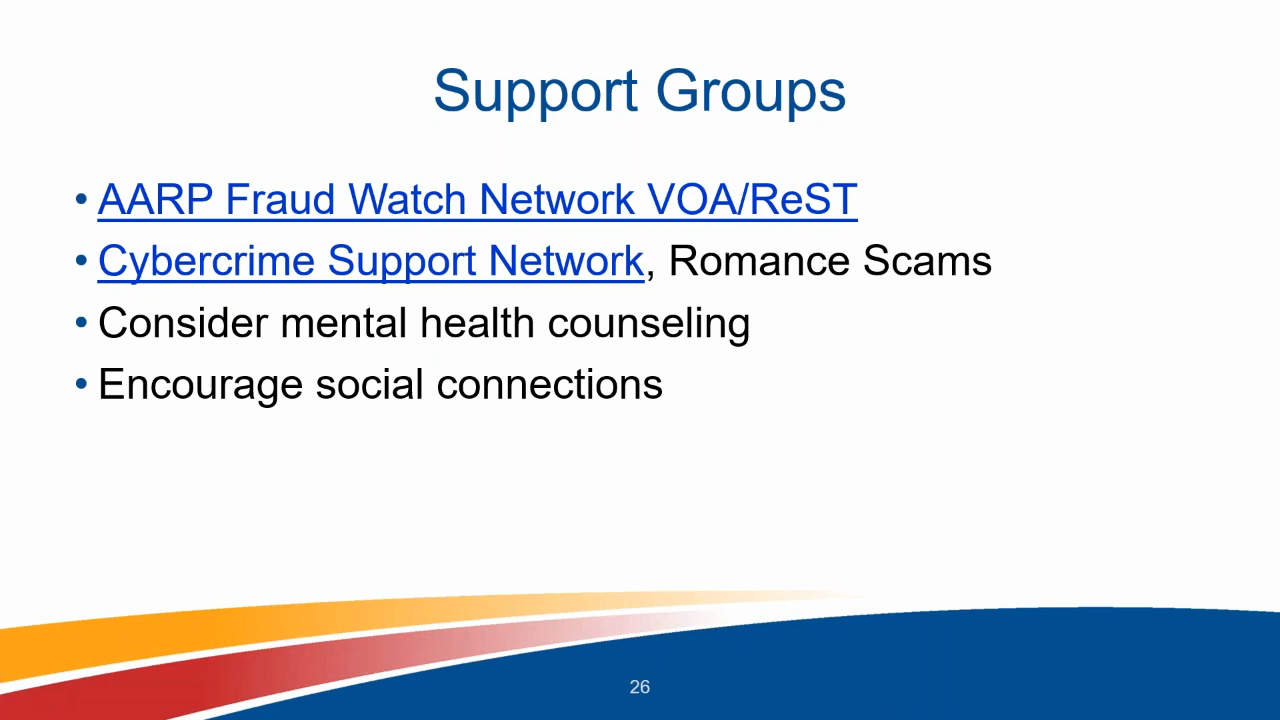 Support Groups
• AARP Fraud Watch Network VOA/ReST
• Cybercrime Support Network, Romance Scams
• Consider mental health counseling
• Encourage social connections
26